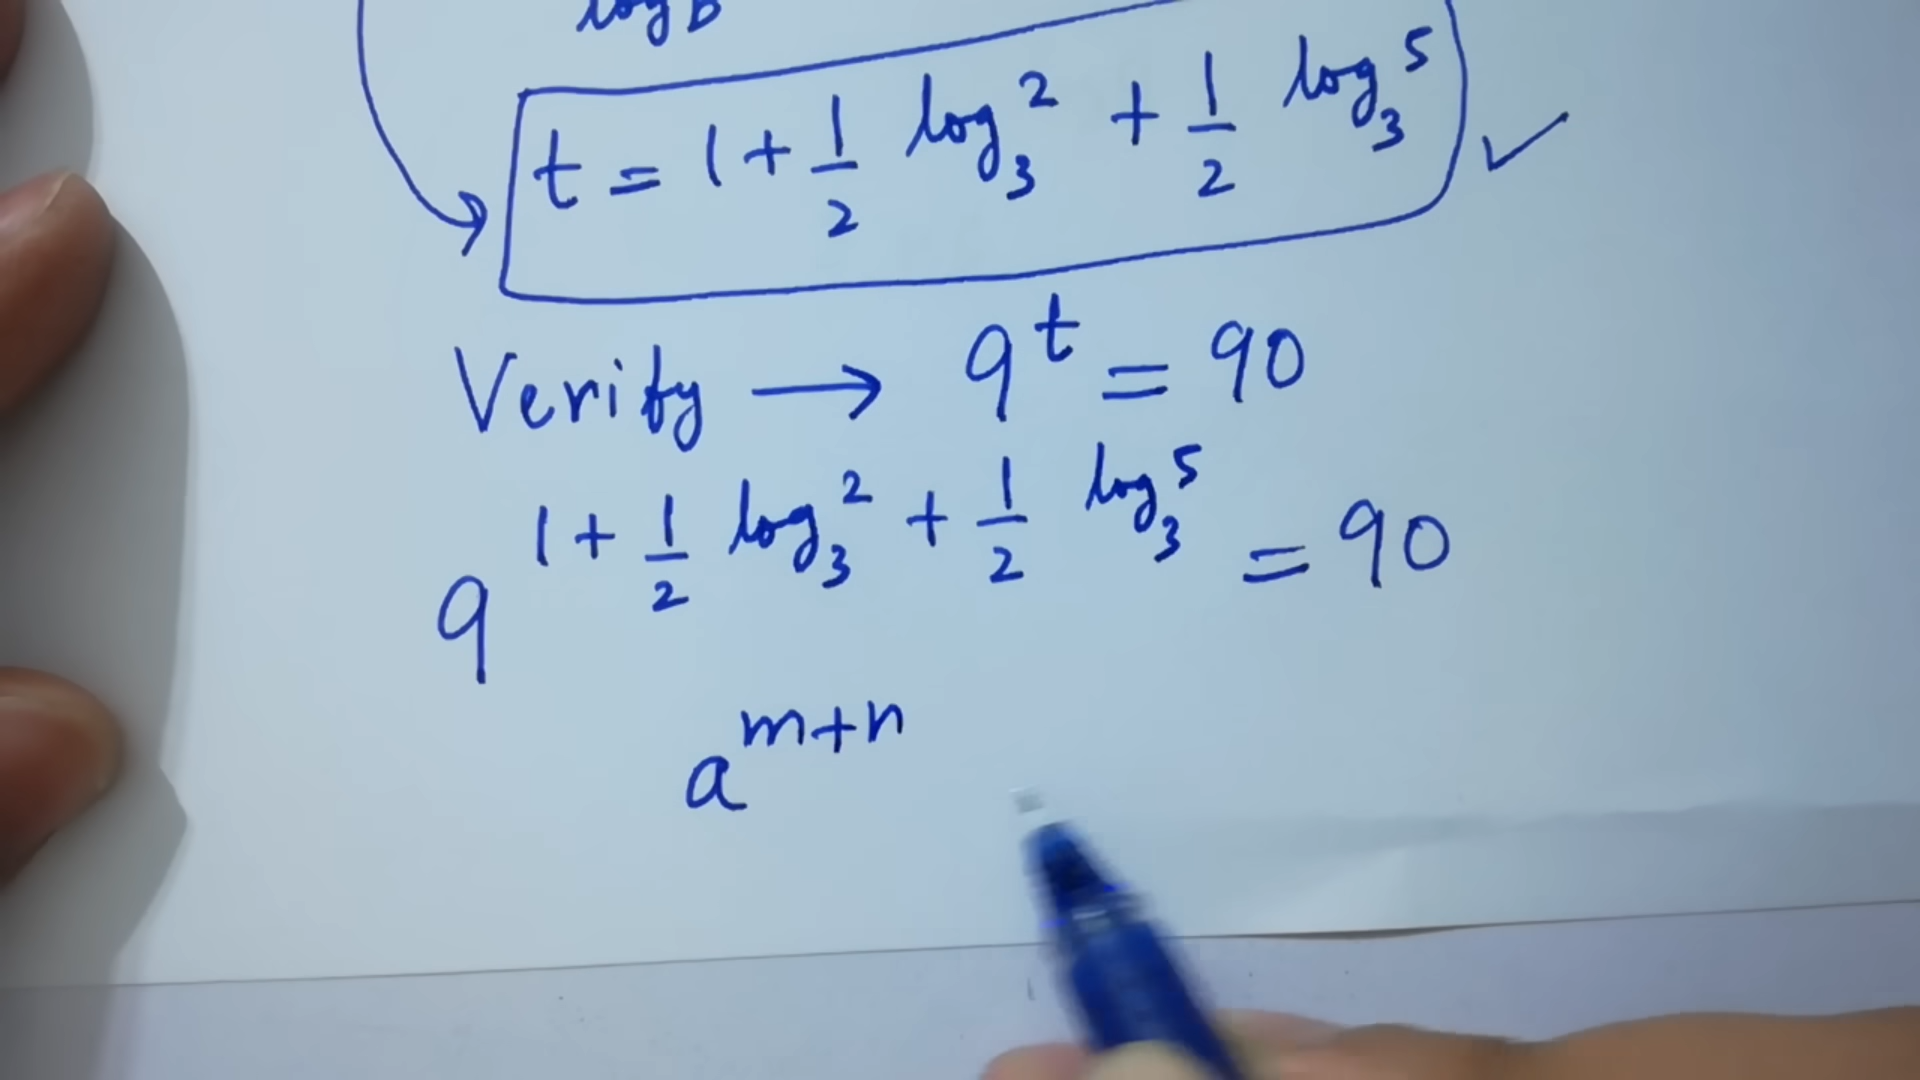 log b
t = 1 + 1/2 log₃² + 1/2 log₃⁵ ✓
Verify → 9^t = 90
9^(1 + 1/2 log₃² + 1/2 log₃⁵) = 90
a^(m+n)